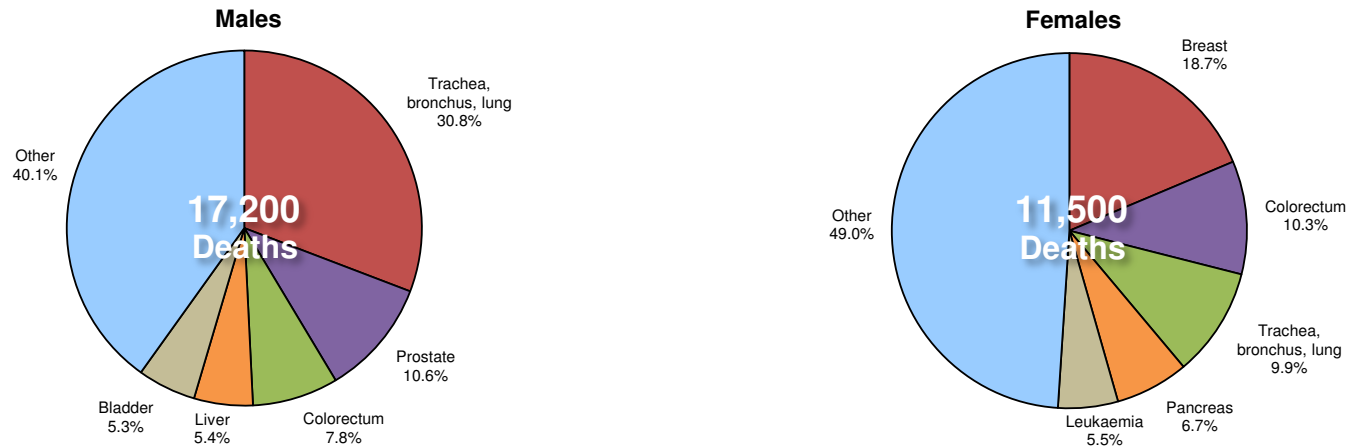 Males
Trachea,
bronchus, lung
30.8%
Other
40.1%
17,200
Deaths
Prostate
10.6%
Bladder
5.3%
Liver
5.4%
Colorectum
7.8%
Females
Breast
18.7%
Other
49.0%
11,500
Deaths
Colorectum
10.3%
Trachea,
bronchus, lung
9.9%
Pancreas
6.7%
Leukaemia
5.5%